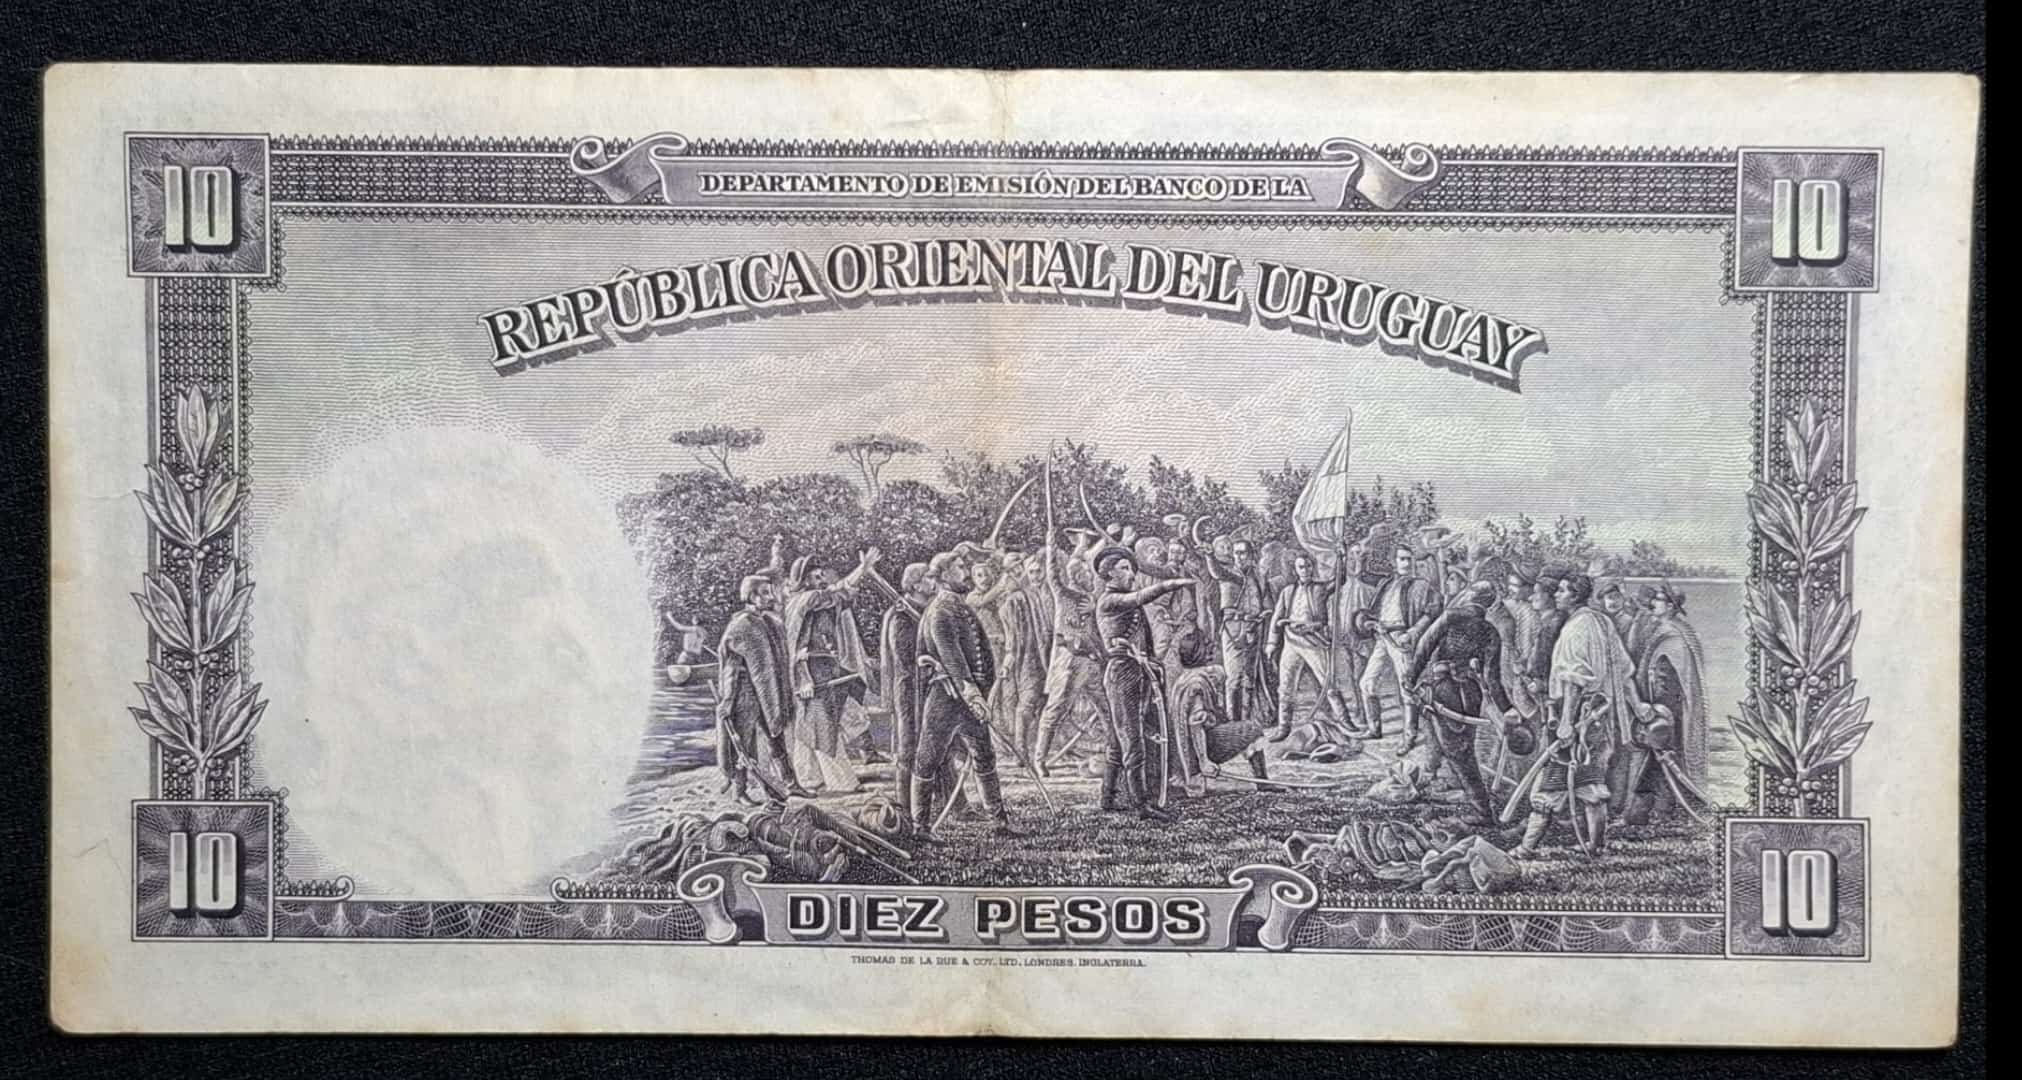 10 10
DEPARTAMENTO DE EMISIÓN DEL BANCO DE LA
REPÚBLICA ORIENTAL DEL URUGUAY
10 10
DIEZ PESOS
THOMAS DE LA RUE & COY. LTD. LONDRES. INGLATERRA.